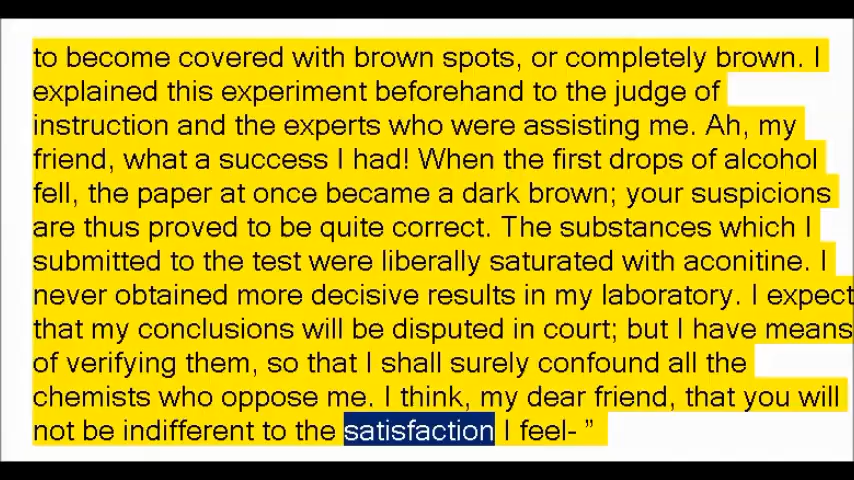 to become covered with brown spots, or completely brown. I
explained this experiment beforehand to the judge of
instruction and the experts who were assisting me. Ah, my
friend, what a success I had! When the first drops of alcohol
fell, the paper at once became a dark brown; your suspicions
are thus proved to be quite correct. The substances which I
submitted to the test were liberally saturated with aconitine. I
never obtained more decisive results in my laboratory. I expect
that my conclusions will be disputed in court; but I have means
of verifying them, so that I shall surely confound all the
chemists who oppose me. I think, my dear friend, that you will
not be indifferent to the satisfaction I feel- ”